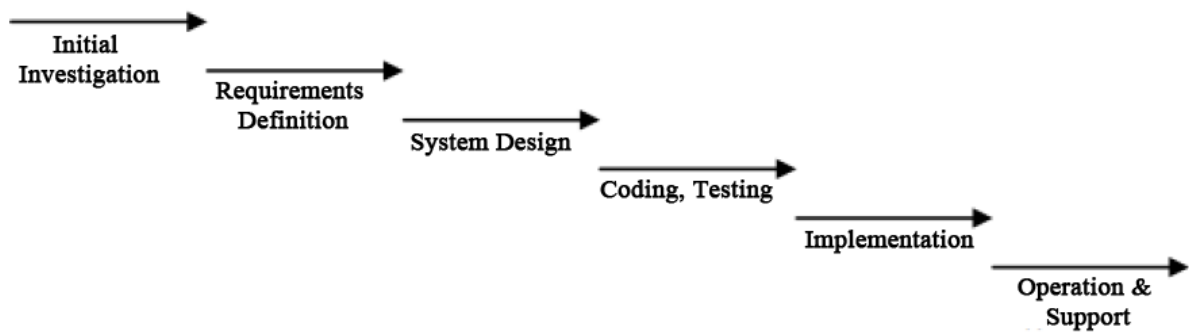 Initial
Investigation
Requirements
Definition
System Design
Coding, Testing
Implementation
Operation &
Support